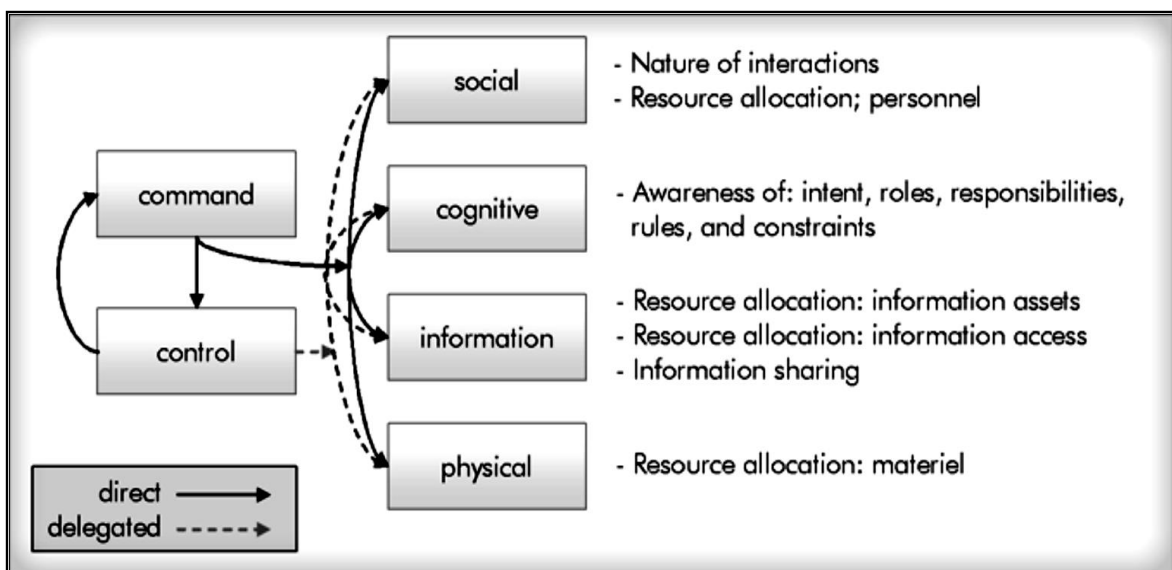 social
- Nature of interactions
- Resource allocation; personnel
command
cognitive
- Awareness of: intent, roles, responsibilities,
rules, and constraints
control
information
- Resource allocation: information assets
- Resource allocation: information access
- Information sharing
physical
- Resource allocation: materiel
direct
delegated